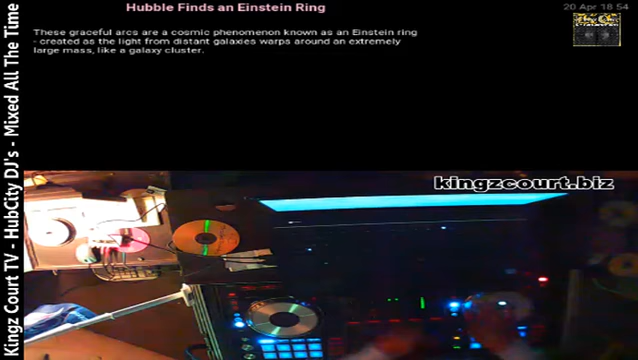 Hubble Finds an Einstein Ring
20 Apr 18:54
These graceful arcs are a cosmic phenomenon known as an Einstein ring
- created as the light from distant galaxies warps around an extremely
large mass, like a galaxy cluster.
kingzcourt.biz
Kingz Court TV - HubCity DJ's - Mixed All The Time